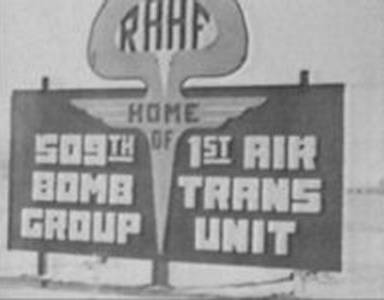 RAAF
HOME
OF
509TH
BOMB
GROUP
1ST AIR
TRANS
UNIT